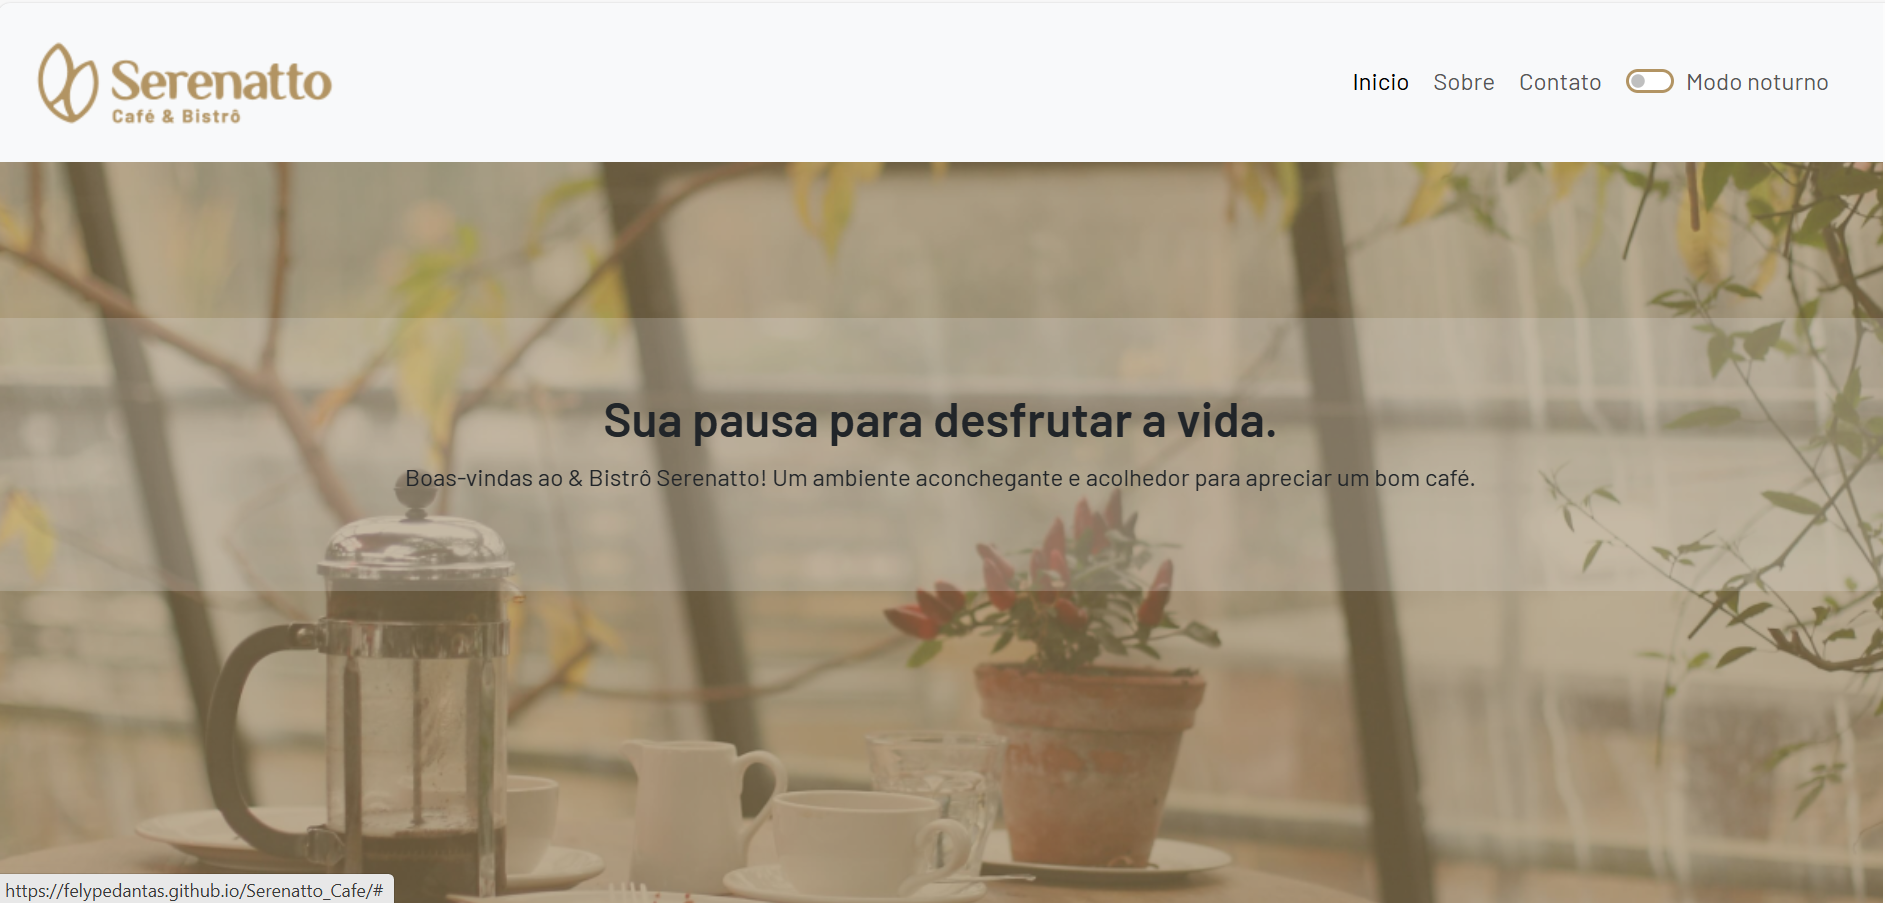 Serenatto
Café & Bistrô
Inicio Sobre Contato Modo noturno
Sua pausa para desfrutar a vida.
Boas-vindas ao & Bistrô Serenatto! Um ambiente aconchegante e acolhedor para apreciar um bom café.
https://felypedantas.github.io/Serenatto_Cafe/#